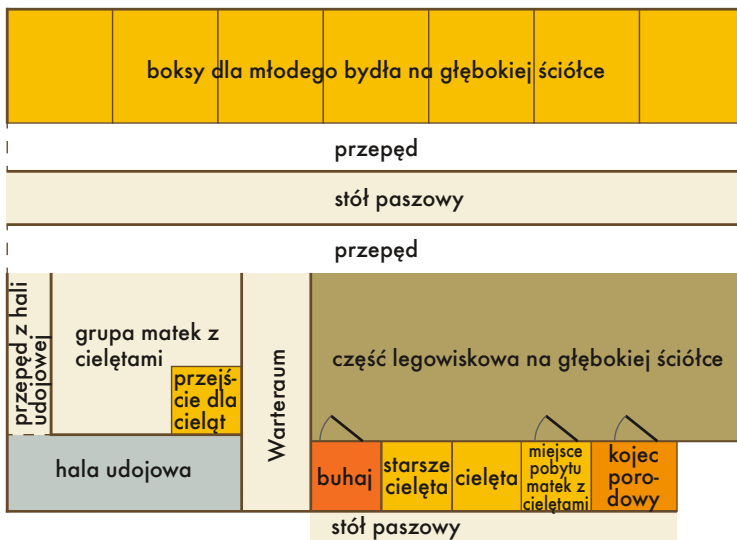 boksy dla młodego bydła na głębokiej ściółce
przepęd
stół paszowy
przepęd
przepęd z hali
udojowej
grupa matek z
cielętami
przejś-
cie dla
cieląt
Warteraum
część legowiskowa na głębokiej ściółce
hala udojowa
buhaj
starsze
cielęta
cielęta
miejsce
pobytu
matek z
cielętami
kojec
poro-
dowy
stół paszowy